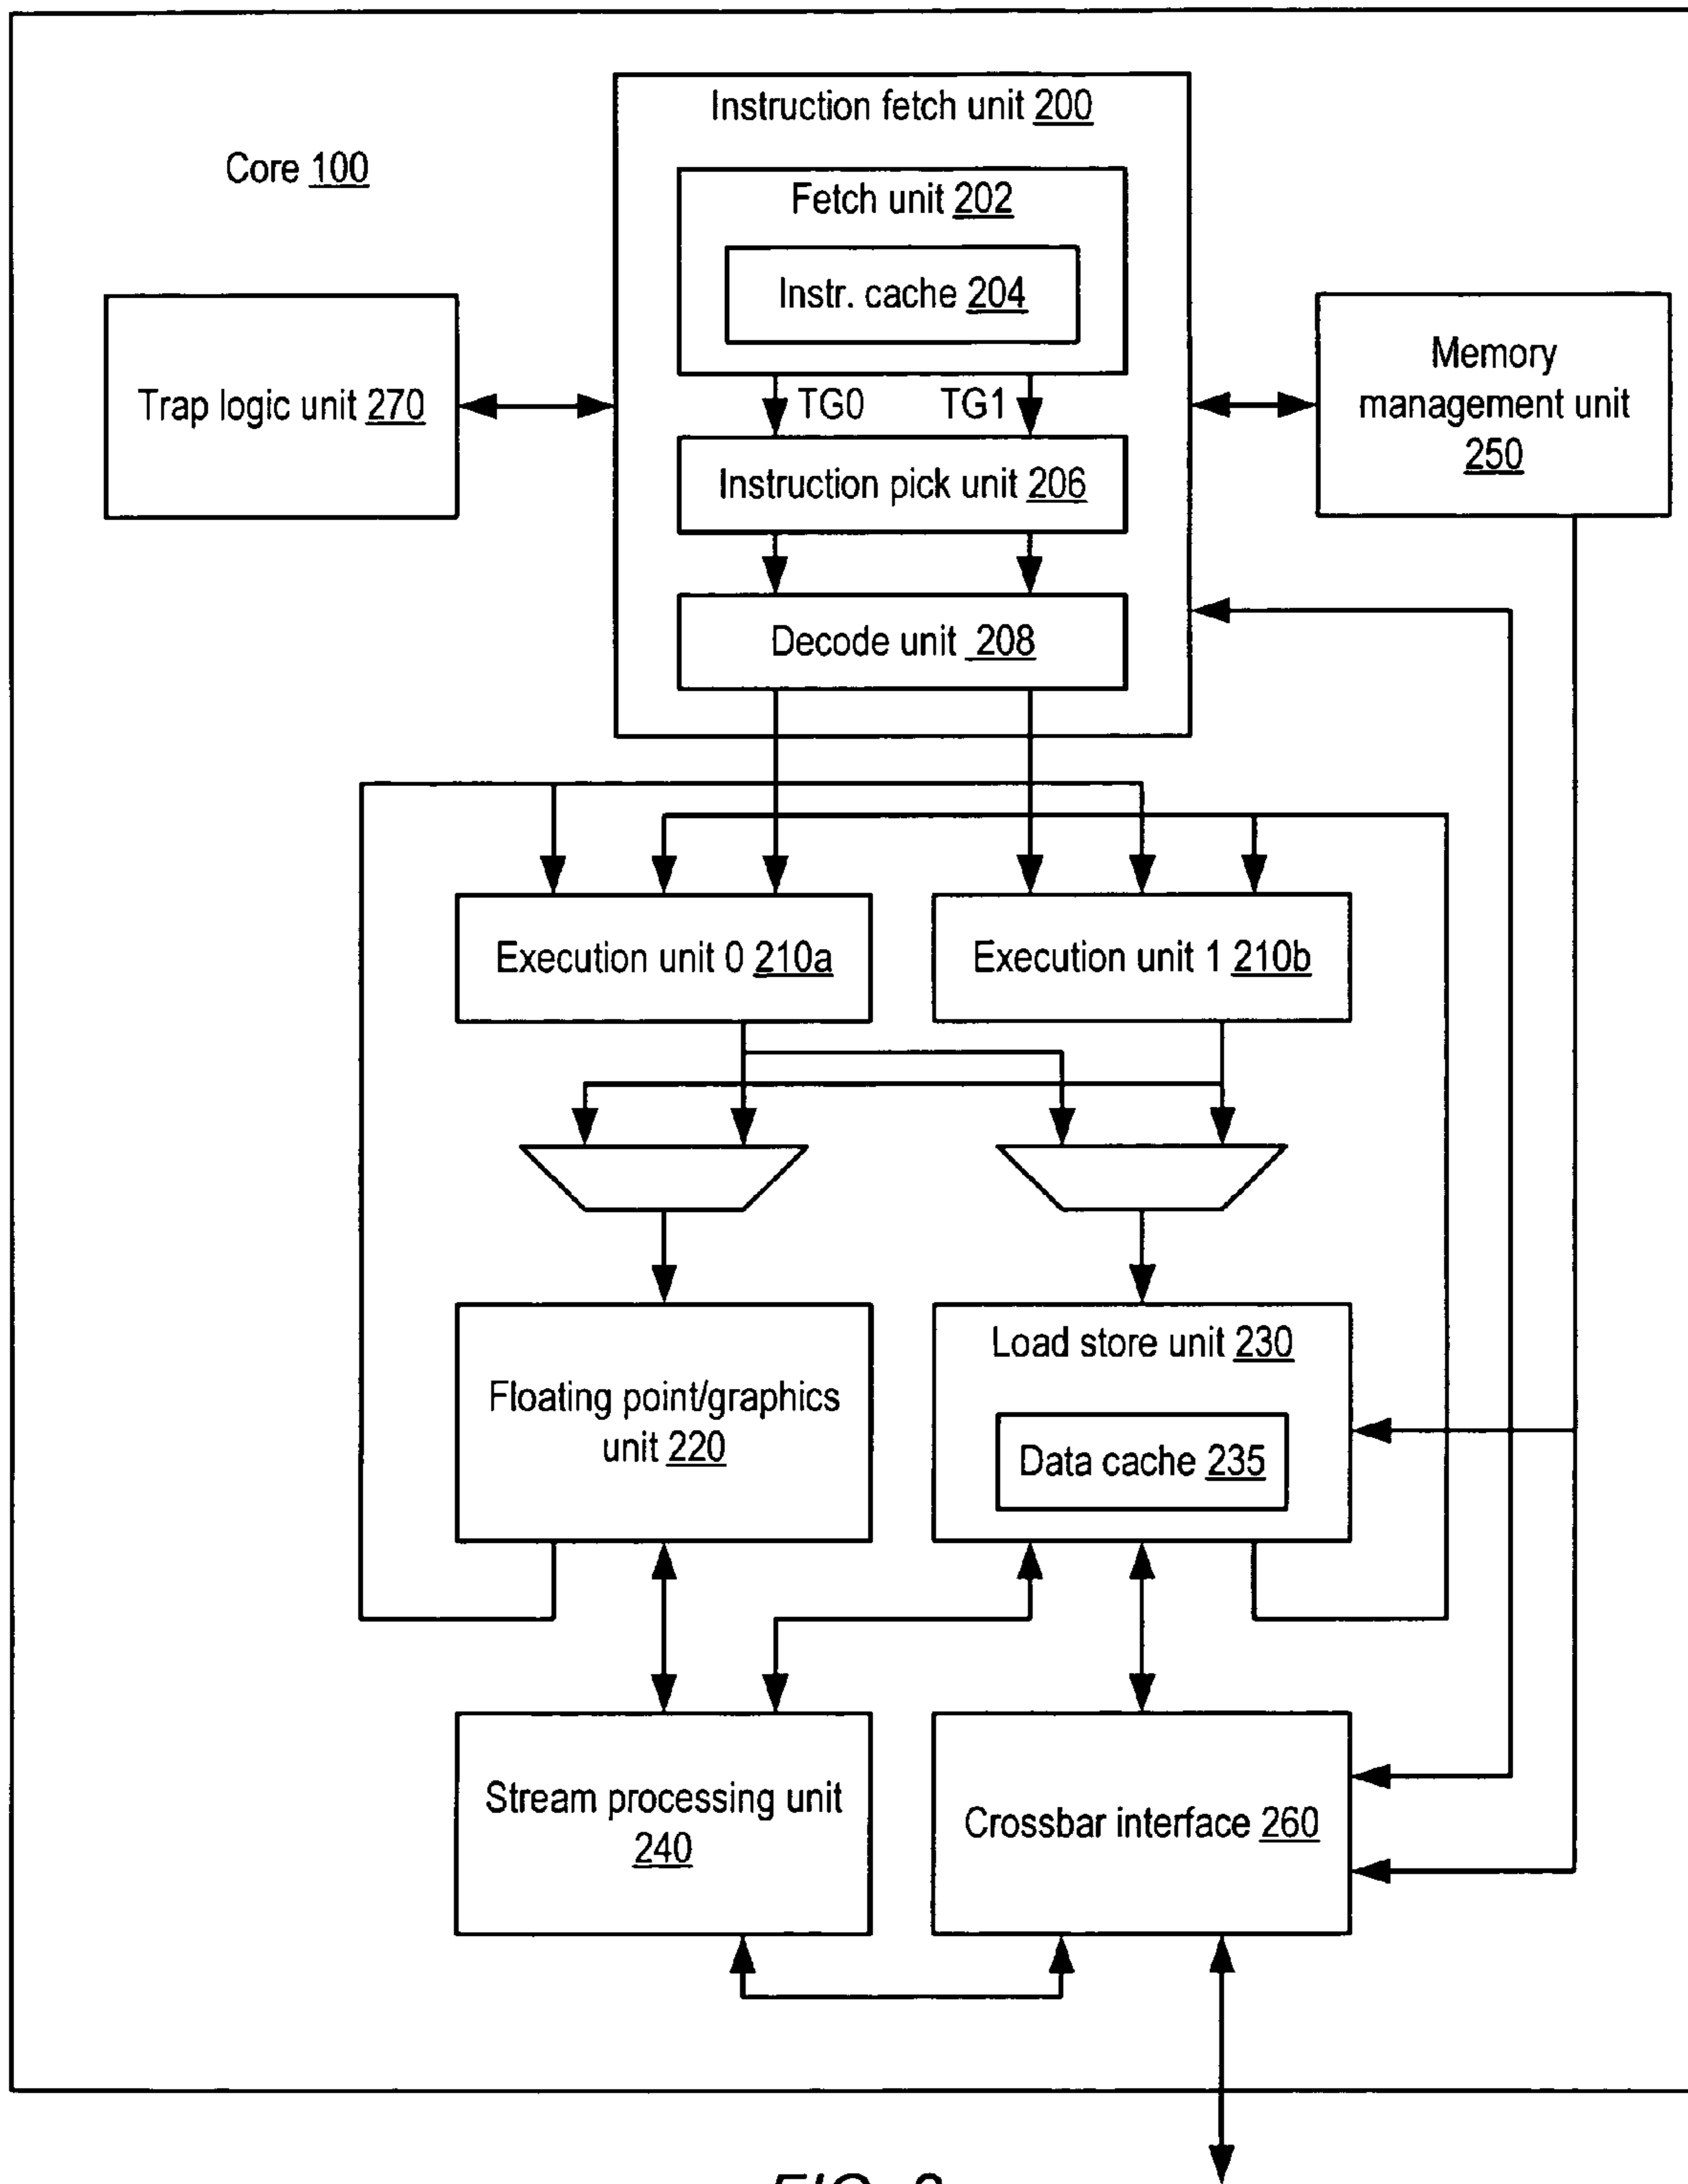 Instruction fetch unit 200
Core 100
Fetch unit 202
Instr. cache 204
Trap logic unit 270
TG0
TG1
Memory
management unit
250
Instruction pick unit 206
Decode unit 208
Execution unit 0 210a
Execution unit 1 210b
Load store unit 230
Floating point/graphics
unit 220
Data cache 235
Stream processing unit
240
Crossbar interface 260